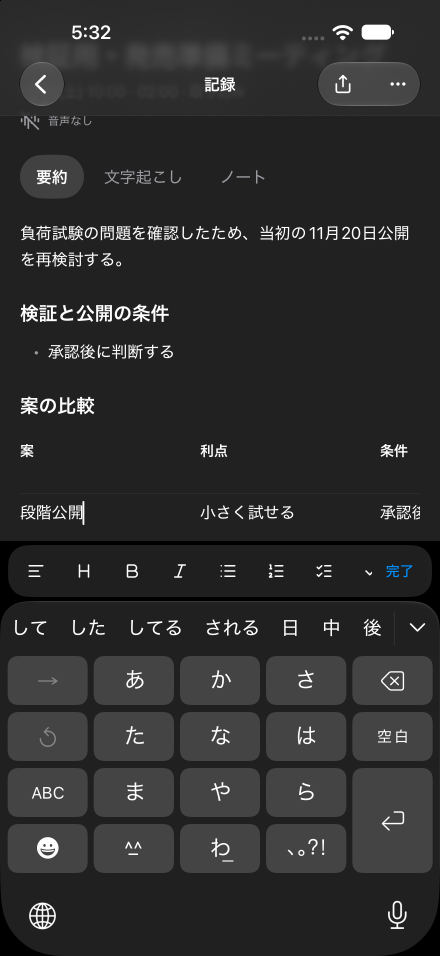 5:32
記録
音声なし
要約 文字起こし ノート
負荷試験の問題を確認したため、当初の11月20日公開
を再検討する。
検証と公開の条件
• 承認後に判断する
案の比較
案 利点 条件
段階公開 小さく試せる 承認後
H B I 完了
して した してる される 日 中 後
→ あ か さ
た な は 空白
ABC ま や ら
^^ わ 、。?!